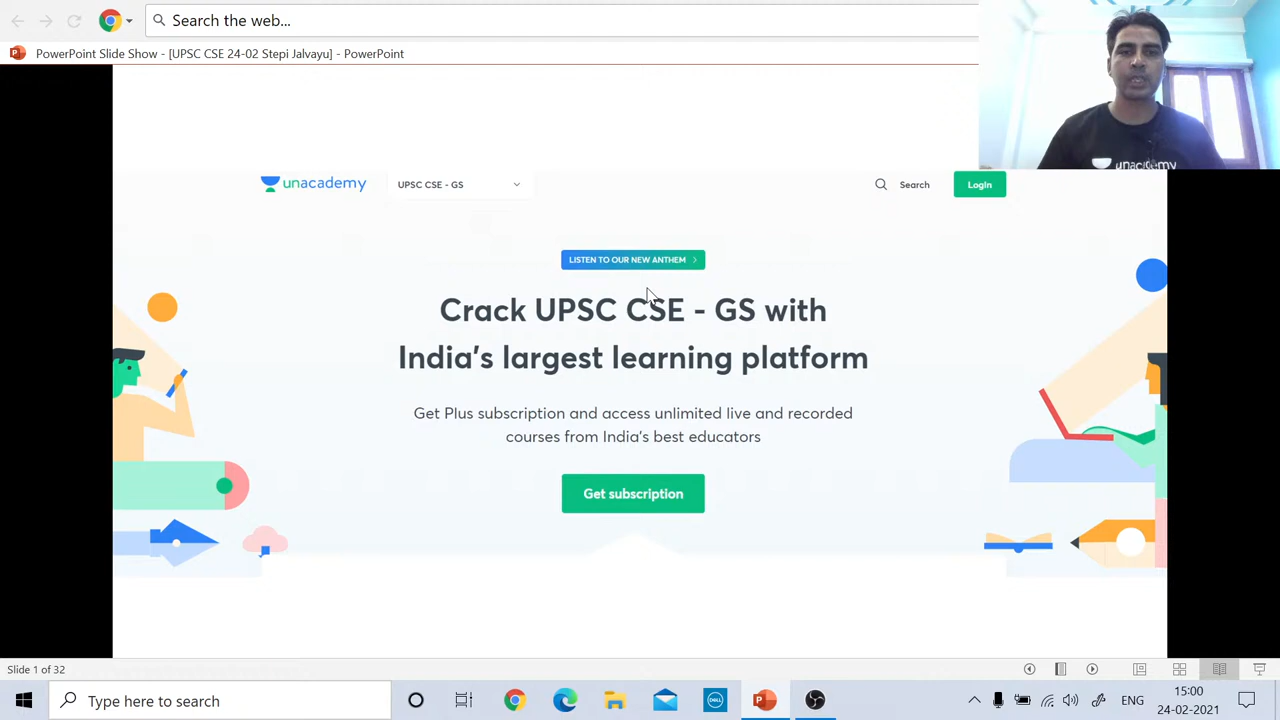 Search the web...
PowerPoint Slide Show - [UPSC CSE 24-02 Stepi Jalvayu] - PowerPoint
unacademy
unacademy
UPSC CSE - GS
Search
Login
LISTEN TO OUR NEW ANTHEM
Crack UPSC CSE - GS with
India's largest learning platform
Get Plus subscription and access unlimited live and recorded
courses from India's best educators
Get subscription
Slide 1 of 32
Type here to search
DELL
ENG
15:00
24-02-2021